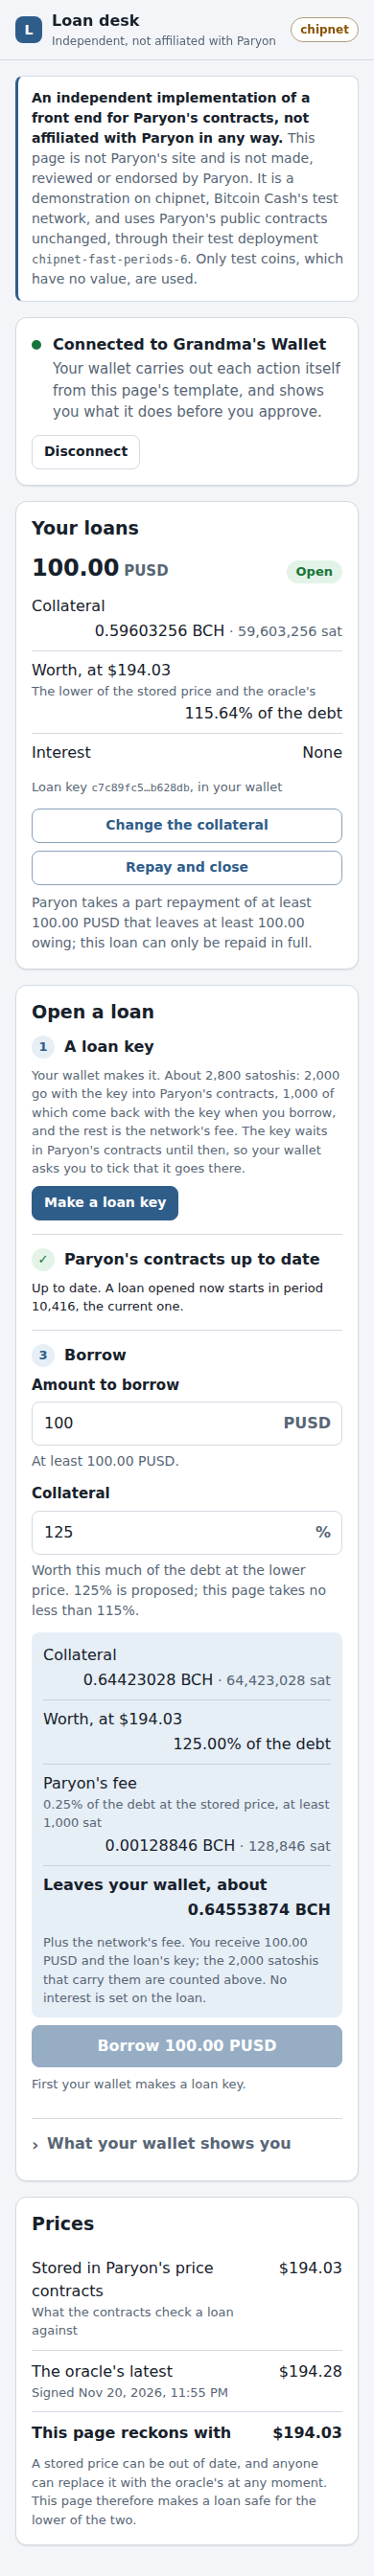 L
Loan desk
Independent, not affiliated with Paryon
chipnet
An independent implementation of a
front end for Paryon's contracts, not
affiliated with Paryon in any way. This
page is not Paryon's site and is not made,
reviewed or endorsed by Paryon. It is a
demonstration on chipnet, Bitcoin Cash's test
network, and uses Paryon's public contracts
unchanged, through their test deployment
chipnet-fast-periods-6. Only test coins, which
have no value, are used.
Connected to Grandma's Wallet
Your wallet carries out each action itself
from this page's template, and shows
you what it does before you approve.
Disconnect
Your loans
100.00 PUSD
Open
Collateral
0.59603256 BCH · 59,603,256 sat
Worth, at $194.03
The lower of the stored price and the oracle's
115.64% of the debt
Interest None
Loan key c7c89fc5…b628db, in your wallet
Change the collateral
Repay and close
Paryon takes a part repayment of at least
100.00 PUSD that leaves at least 100.00
owing; this loan can only be repaid in full.
Open a loan
1 A loan key
Your wallet makes it. About 2,800 satoshis: 2,000
go with the key into Paryon's contracts, 1,000 of
which come back with the key when you borrow,
and the rest is the network's fee. The key waits
in Paryon's contracts until then, so your wallet
asks you to tick that it goes there.
Make a loan key
✓ Paryon's contracts up to date
Up to date. A loan opened now starts in period
10,416, the current one.
3 Borrow
Amount to borrow
100 PUSD
At least 100.00 PUSD.
Collateral
125 %
Worth this much of the debt at the lower
price. 125% is proposed; this page takes no
less than 115%.
Collateral
0.64423028 BCH · 64,423,028 sat
Worth, at $194.03
125.00% of the debt
Paryon's fee
0.25% of the debt at the stored price, at least
1,000 sat
0.00128846 BCH · 128,846 sat
Leaves your wallet, about
0.64553874 BCH
Plus the network's fee. You receive 100.00
PUSD and the loan's key; the 2,000 satoshis
that carry them are counted above. No
interest is set on the loan.
Borrow 100.00 PUSD
First your wallet makes a loan key.
› What your wallet shows you
Prices
Stored in Paryon's price $194.03
contracts
What the contracts check a loan
against
The oracle's latest $194.28
Signed Nov 20, 2026, 11:55 PM
This page reckons with $194.03
A stored price can be out of date, and anyone
can replace it with the oracle's at any moment.
This page therefore makes a loan safe for the
lower of the two.